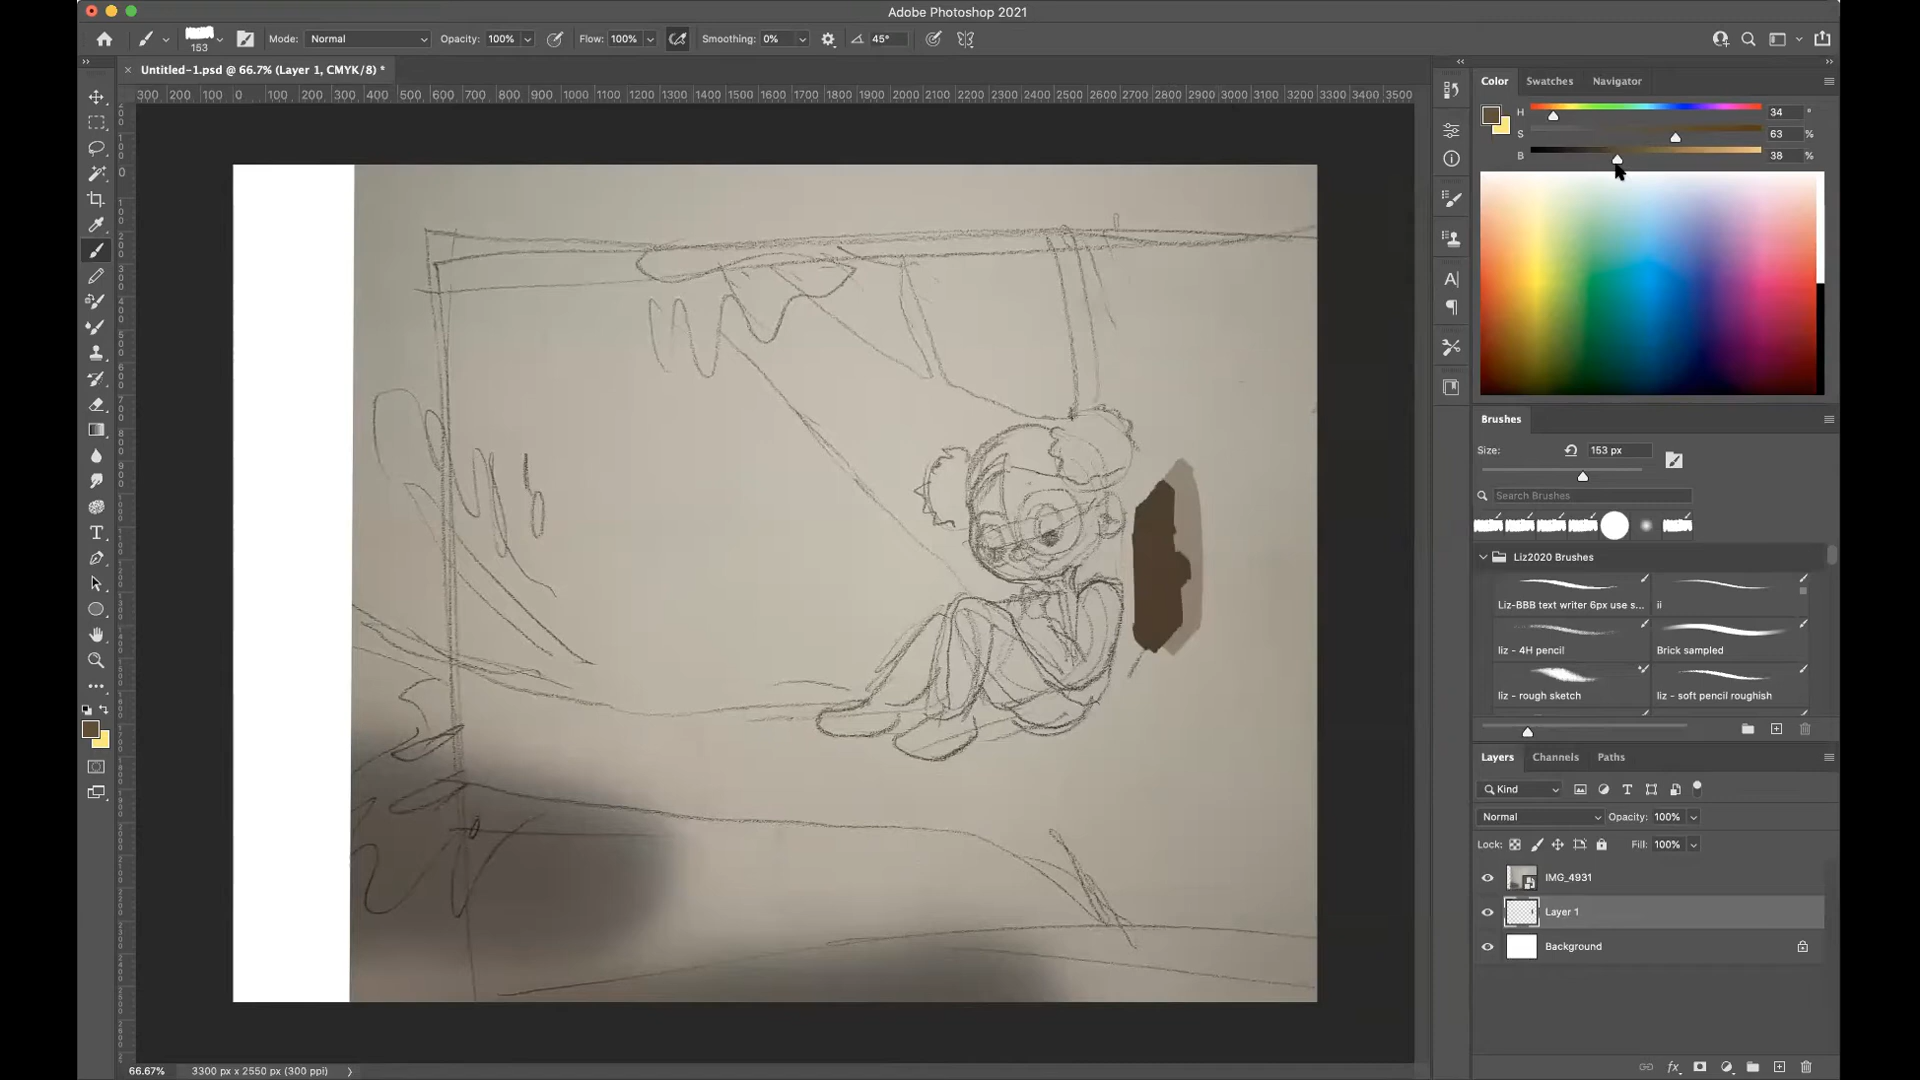 Adobe Photoshop 2021
153
Mode: Normal
Opacity: 100%
Flow: 100%
Smoothing: 0%
45°
Untitled-1.psd @ 66.7% (Layer 1, CMYK/8) *
300 200 100 0 100 200 300 400 500 600 700 800 900 1000 1100 1200 1300 1400 1500 1600 1700 1800 1900 2000 2100 2200 2300 2400 2500 2600 2700 2800 2900 3000 3100 3200 3300 3400 3500
Color Swatches Navigator
H 34 °
S 63 %
B 38 %
Brushes
Size: 153 px
Search Brushes
Liz2020 Brushes
Liz-BBB text writer 6px use s... ii
liz - 4H pencil Brick sampled
liz - rough sketch liz - soft pencil roughish
Layers Channels Paths
Kind
Normal Opacity: 100%
Lock: Fill: 100%
IMG_4931
Layer 1
Background
66.67% 3300 px x 2550 px (300 ppi)